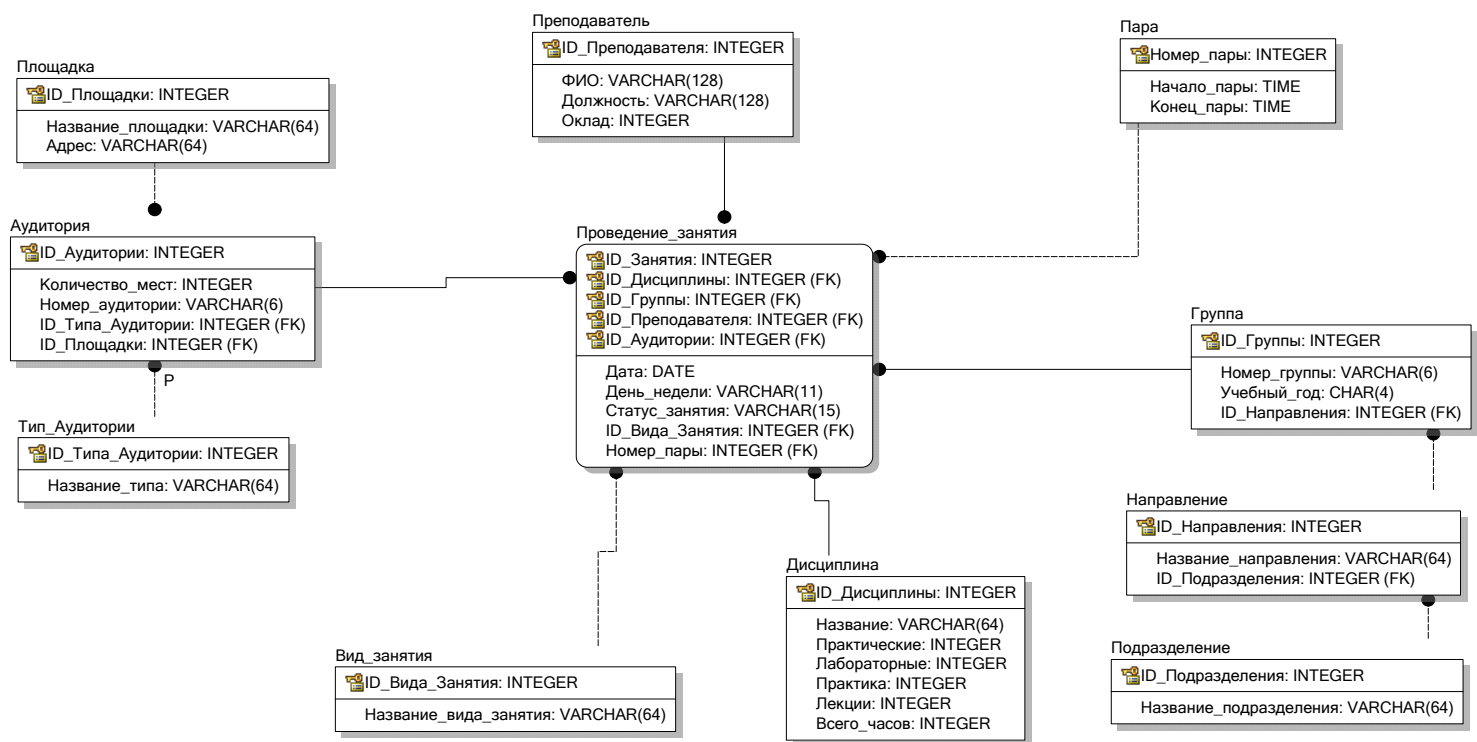 Преподаватель
ID_Преподавателя: INTEGER
ФИО: VARCHAR(128)
Должность: VARCHAR(128)
Оклад: INTEGER
Пара
Номер_пары: INTEGER
Начало_пары: TIME
Конец_пары: TIME
Площадка
ID_Площадки: INTEGER
Название_площадки: VARCHAR(64)
Адрес: VARCHAR(64)
Аудитория
ID_Аудитории: INTEGER
Количество_мест: INTEGER
Номер_аудитории: VARCHAR(6)
ID_Типа_Аудитории: INTEGER (FK)
ID_Площадки: INTEGER (FK)
P
Проведение_занятия
ID_Занятия: INTEGER
ID_Дисциплины: INTEGER (FK)
ID_Группы: INTEGER (FK)
ID_Преподавателя: INTEGER (FK)
ID_Аудитории: INTEGER (FK)
Дата: DATE
День_недели: VARCHAR(11)
Статус_занятия: VARCHAR(15)
ID_Вида_Занятия: INTEGER (FK)
Номер_пары: INTEGER (FK)
Группа
ID_Группы: INTEGER
Номер_группы: VARCHAR(6)
Учебный_год: CHAR(4)
ID_Направления: INTEGER (FK)
Тип_Аудитории
ID_Типа_Аудитории: INTEGER
Название_типа: VARCHAR(64)
Направление
ID_Направления: INTEGER
Название_направления: VARCHAR(64)
ID_Подразделения: INTEGER (FK)
Дисциплина
ID_Дисциплины: INTEGER
Название: VARCHAR(64)
Практические: INTEGER
Лабораторные: INTEGER
Практика: INTEGER
Лекции: INTEGER
Всего_часов: INTEGER
Вид_занятия
ID_Вида_Занятия: INTEGER
Название_вида_занятия: VARCHAR(64)
Подразделение
ID_Подразделения: INTEGER
Название_подразделения: VARCHAR(64)